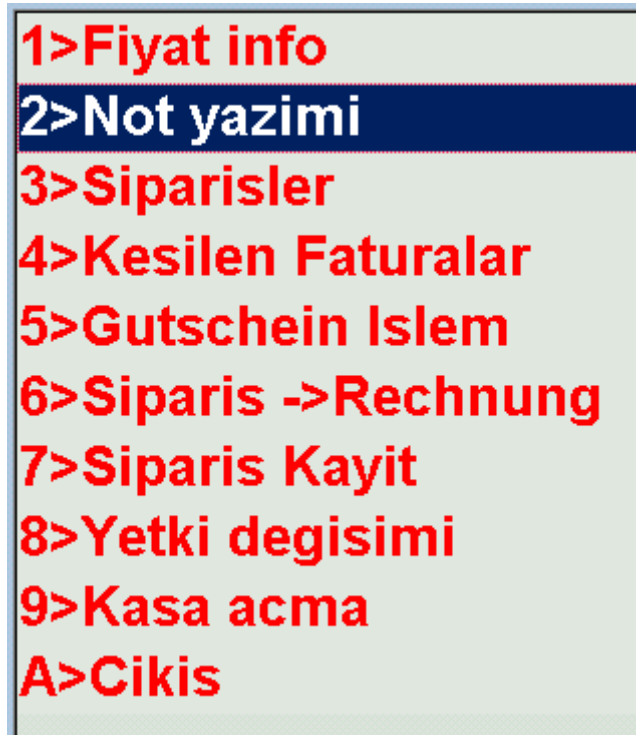 1>Fiyat info
2>Not yazimi
3>Siparisler
4>Kesilen Faturalar
5>Gutschein Islem
6>Siparis ->Rechnung
7>Siparis Kayit
8>Yetki degisimi
9>Kasa acma
A>Cikis